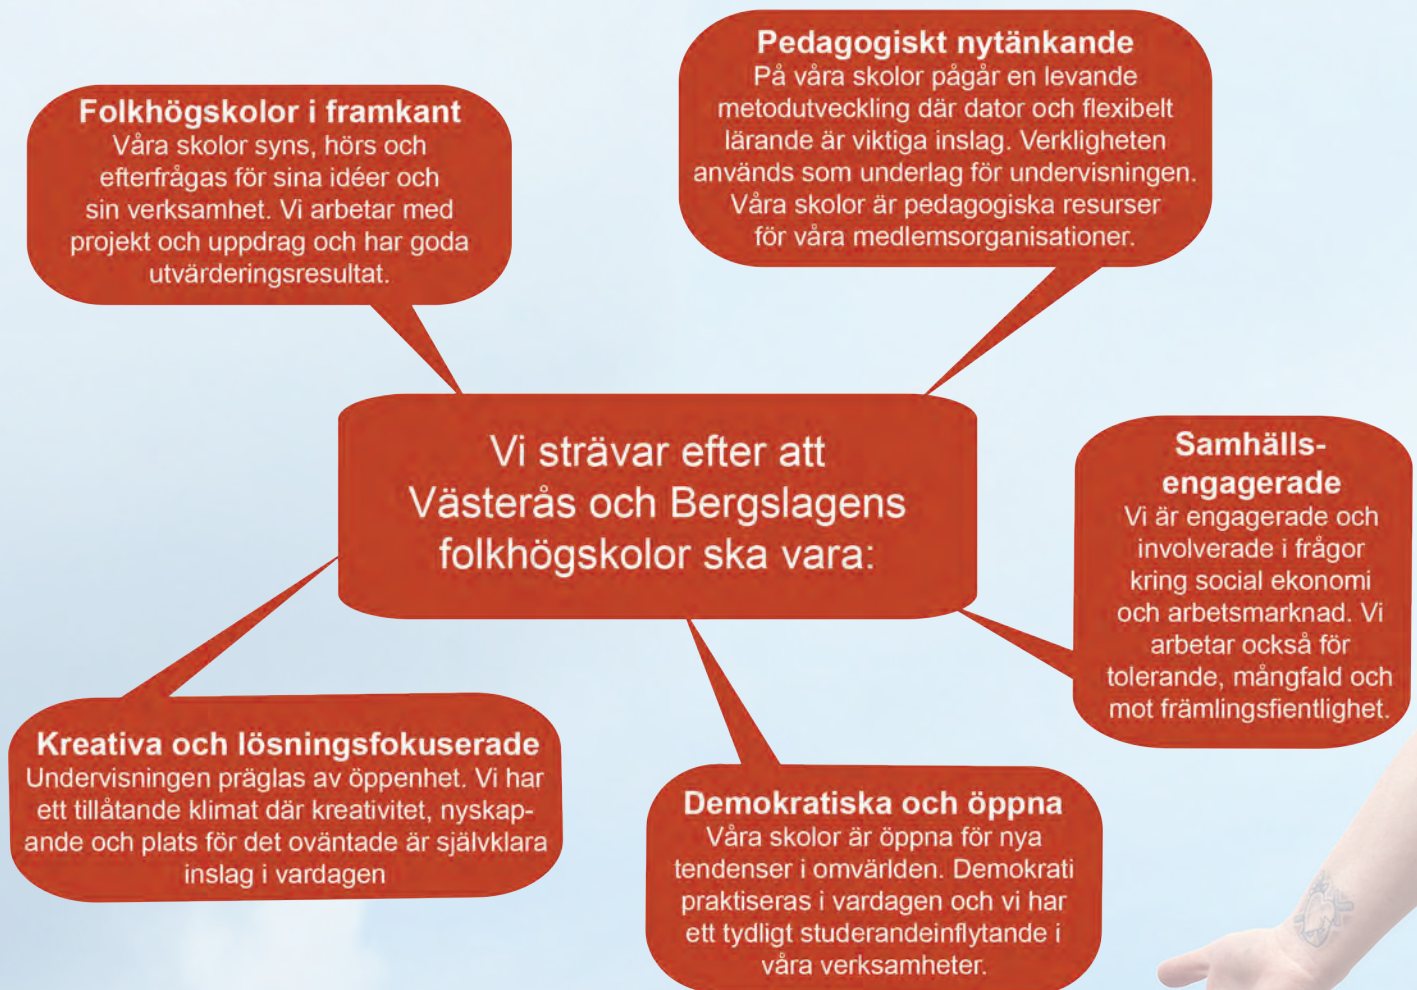 Folkhögskolor i framkant
Våra skolor syns, hörs och
efterfrågas för sina idéer och
sin verksamhet. Vi arbetar med
projekt och uppdrag och har goda
utvärderingsresultat.
Pedagogiskt nytänkande
På våra skolor pågår en levande
metodutveckling där dator och flexibelt
lärande är viktiga inslag. Verkligheten
används som underlag för undervisningen.
Våra skolor är pedagogiska resurser
för våra medlemsorganisationer.
Vi strävar efter att
Västerås och Bergslagens
folkhögskolor ska vara:
Samhälls-
engagerade
Vi är engagerade och
involverade i frågor
kring social ekonomi
och arbetsmarknad. Vi
arbetar också för
tolerande, mångfald och
mot främlingsfientlighet.
Kreativa och lösningsfokuserade
Undervisningen präglas av öppenhet. Vi har
ett tillåtande klimat där kreativitet, nyskap-
ande och plats för det oväntade är självklara
inslag i vardagen
Demokratiska och öppna
Våra skolor är öppna för nya
tendenser i omvärlden. Demokrati
praktiseras i vardagen och vi har
ett tydligt studerandeinflytande i
våra verksamheter.